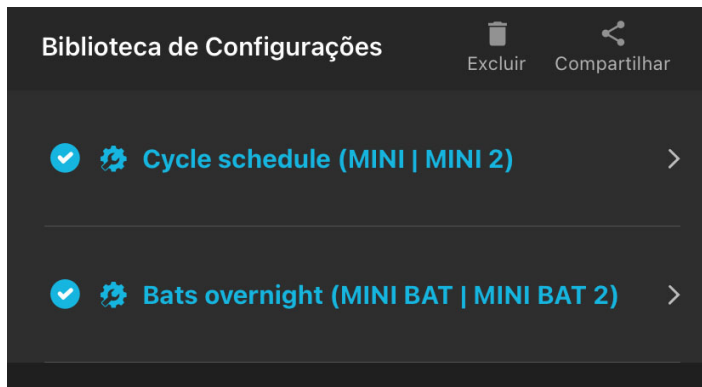 Biblioteca de Configurações
Excluir
Compartilhar
Cycle schedule (MINI | MINI 2)
Bats overnight (MINI BAT | MINI BAT 2)